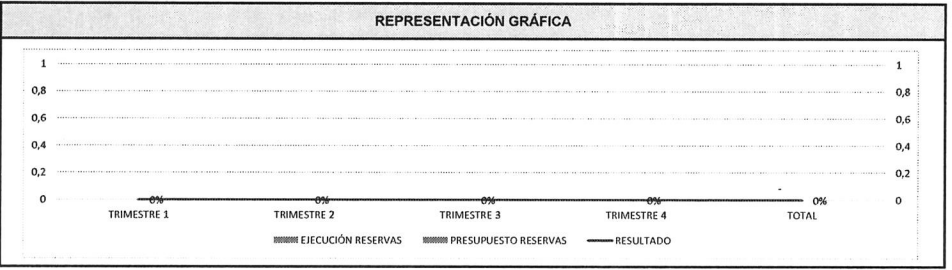 REPRESENTACIÓN GRÁFICA
1 1
0,8 0,8
0,6 0,6
0,4 0,4
0,2 0,2
0 0% 0% 0% 0% 0% 0
TRIMESTRE 1 TRIMESTRE 2 TRIMESTRE 3 TRIMESTRE 4 TOTAL
EJECUCIÓN RESERVAS PRESUPUESTO RESERVAS RESULTADO